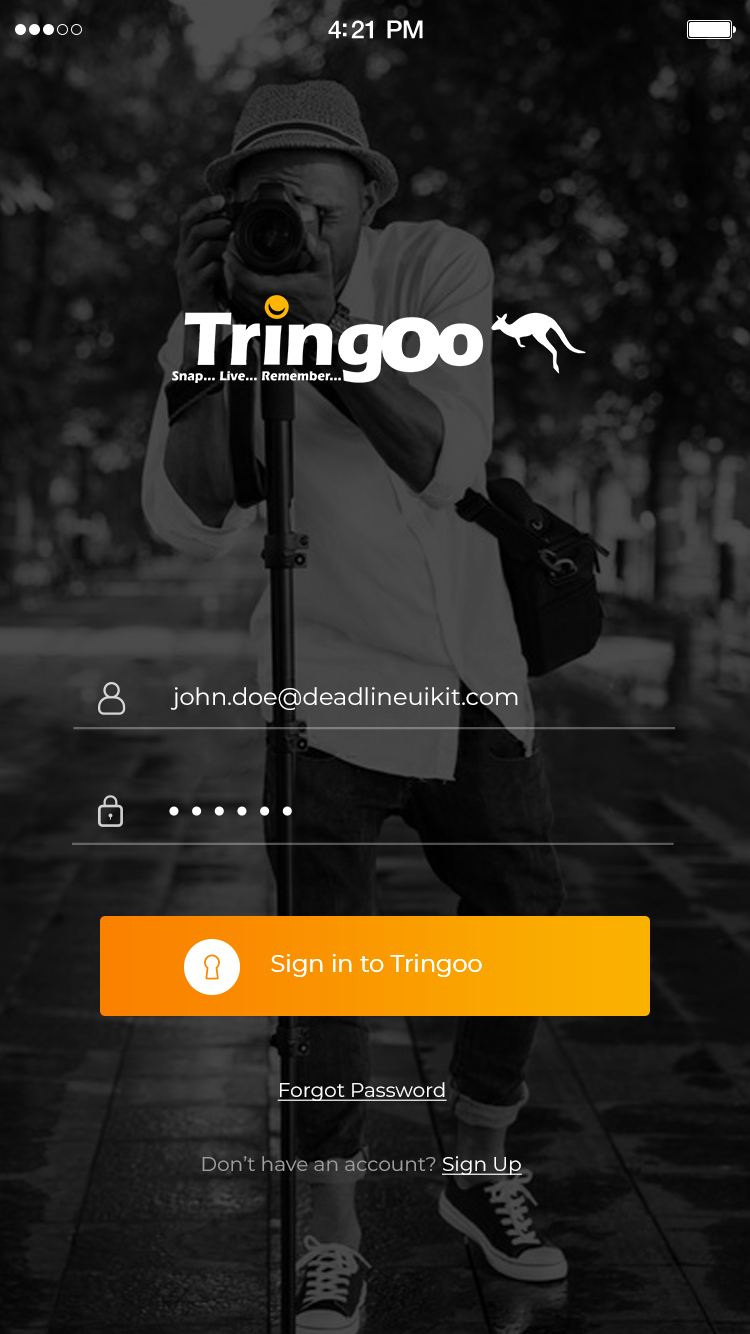 4:21 PM
TringOo
Snap... Live... Remember...
john.doe@deadlineuikit.com
••••••
Sign in to Tringoo
Forgot Password
Don’t have an account? Sign Up